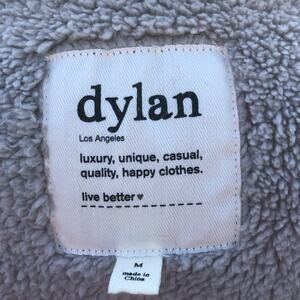 dylan
Los Angeles
luxury, unique, casual,
quality, happy clothes.
live better♥
M
made in
China